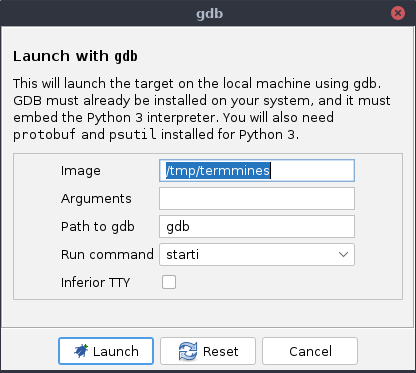 gdb
Launch with gdb
This will launch the target on the local machine using gdb.
GDB must already be installed on your system, and it must
embed the Python 3 interpreter. You will also need
protobuf and psutil installed for Python 3.
Image /tmp/termmines
Arguments
Path to gdb gdb
Run command starti
Inferior TTY
Launch Reset Cancel